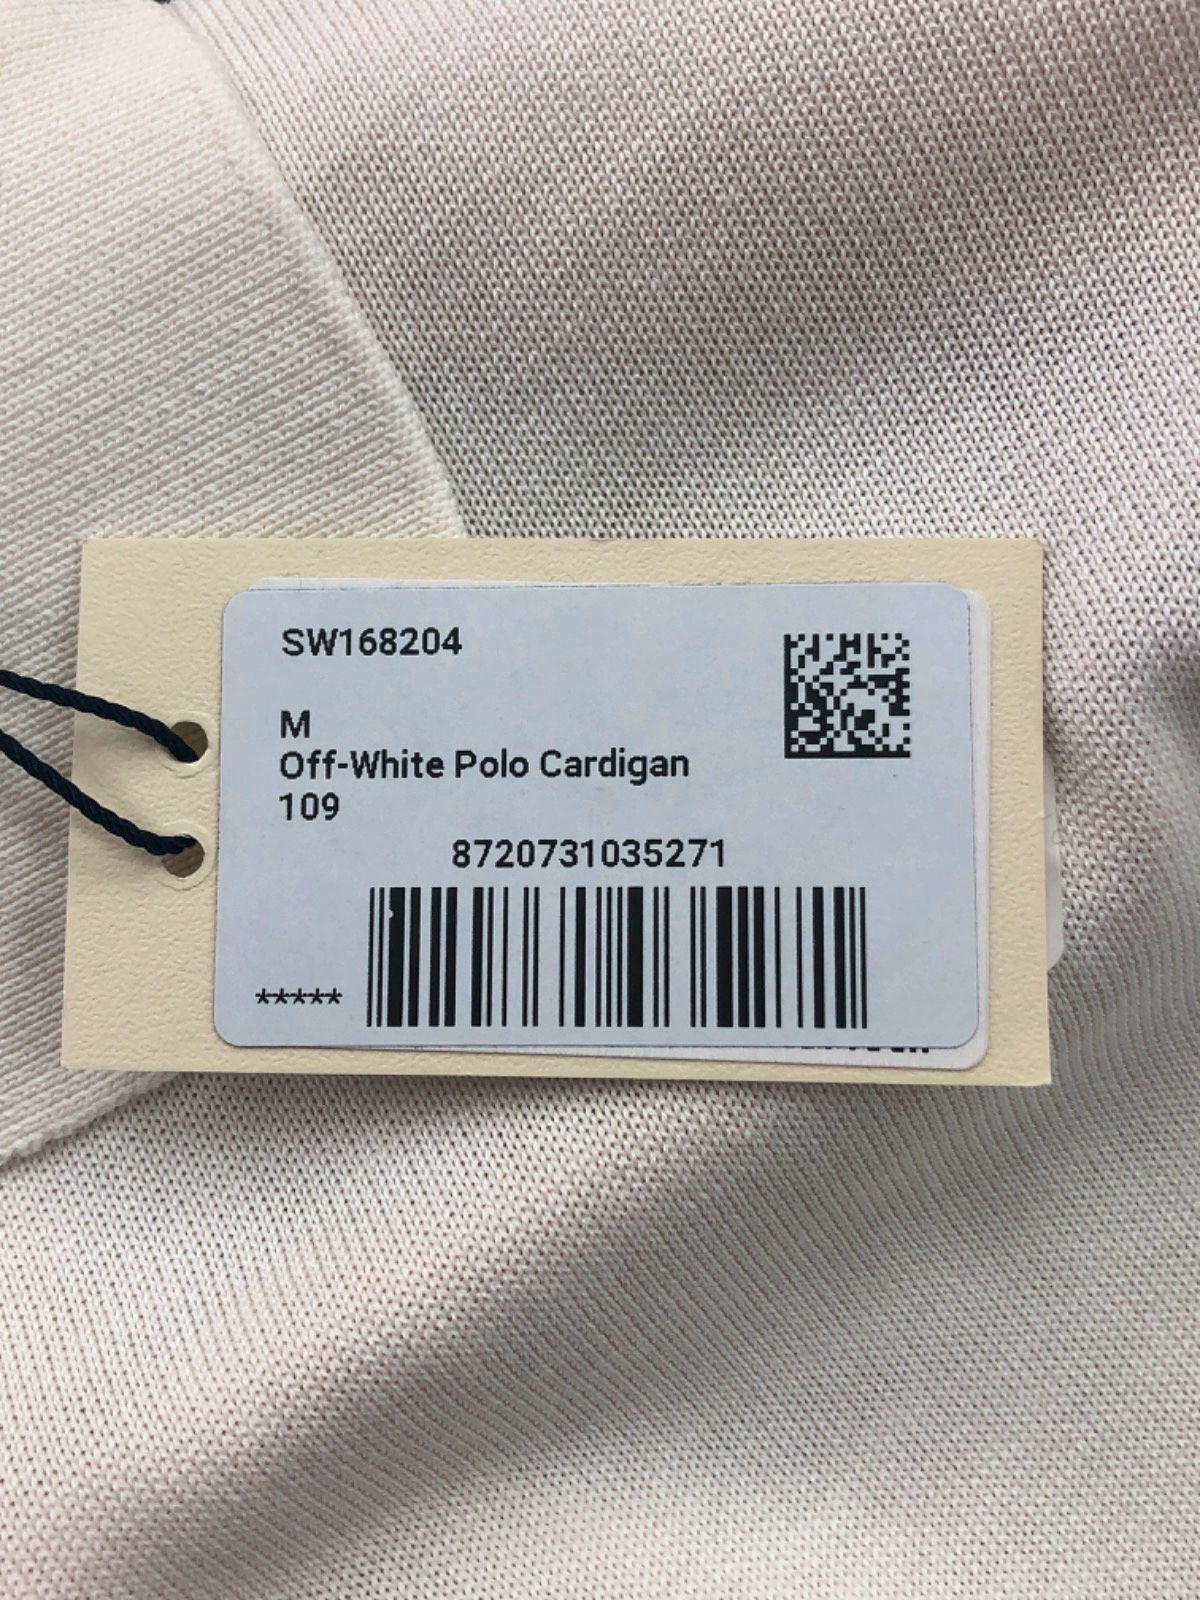 SW168204
M
Off-White Polo Cardigan
109
8720731035271
*****